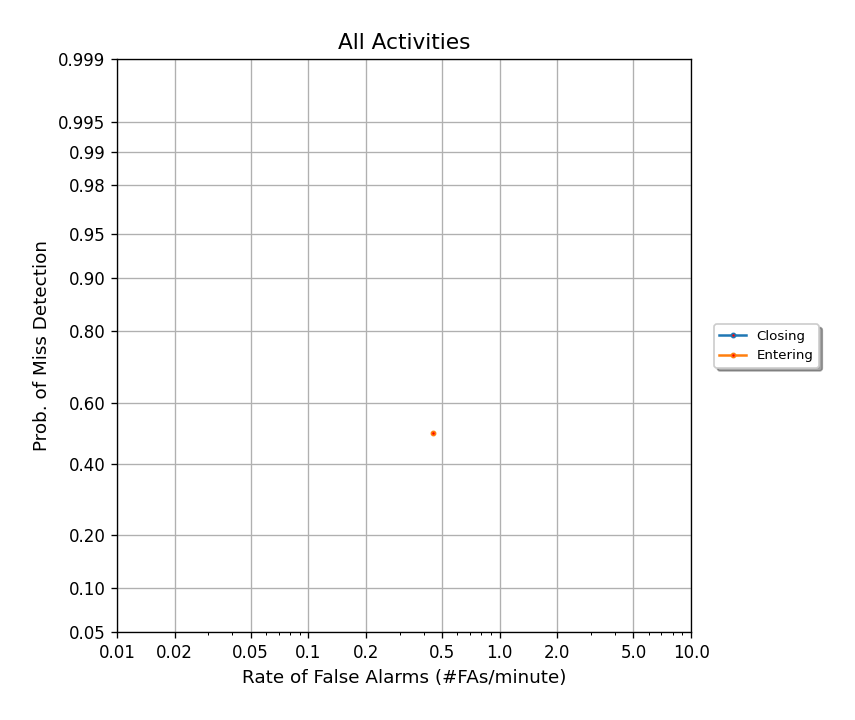 All Activities
0.999
0.995
0.99
0.98
0.95
0.90
0.80
0.60
0.40
0.20
0.10
0.05
Prob. of Miss Detection
0.01 0.02 0.05 0.1 0.2 0.5 1.0 2.0 5.0 10.0
Rate of False Alarms (#FAs/minute)
Closing
Entering